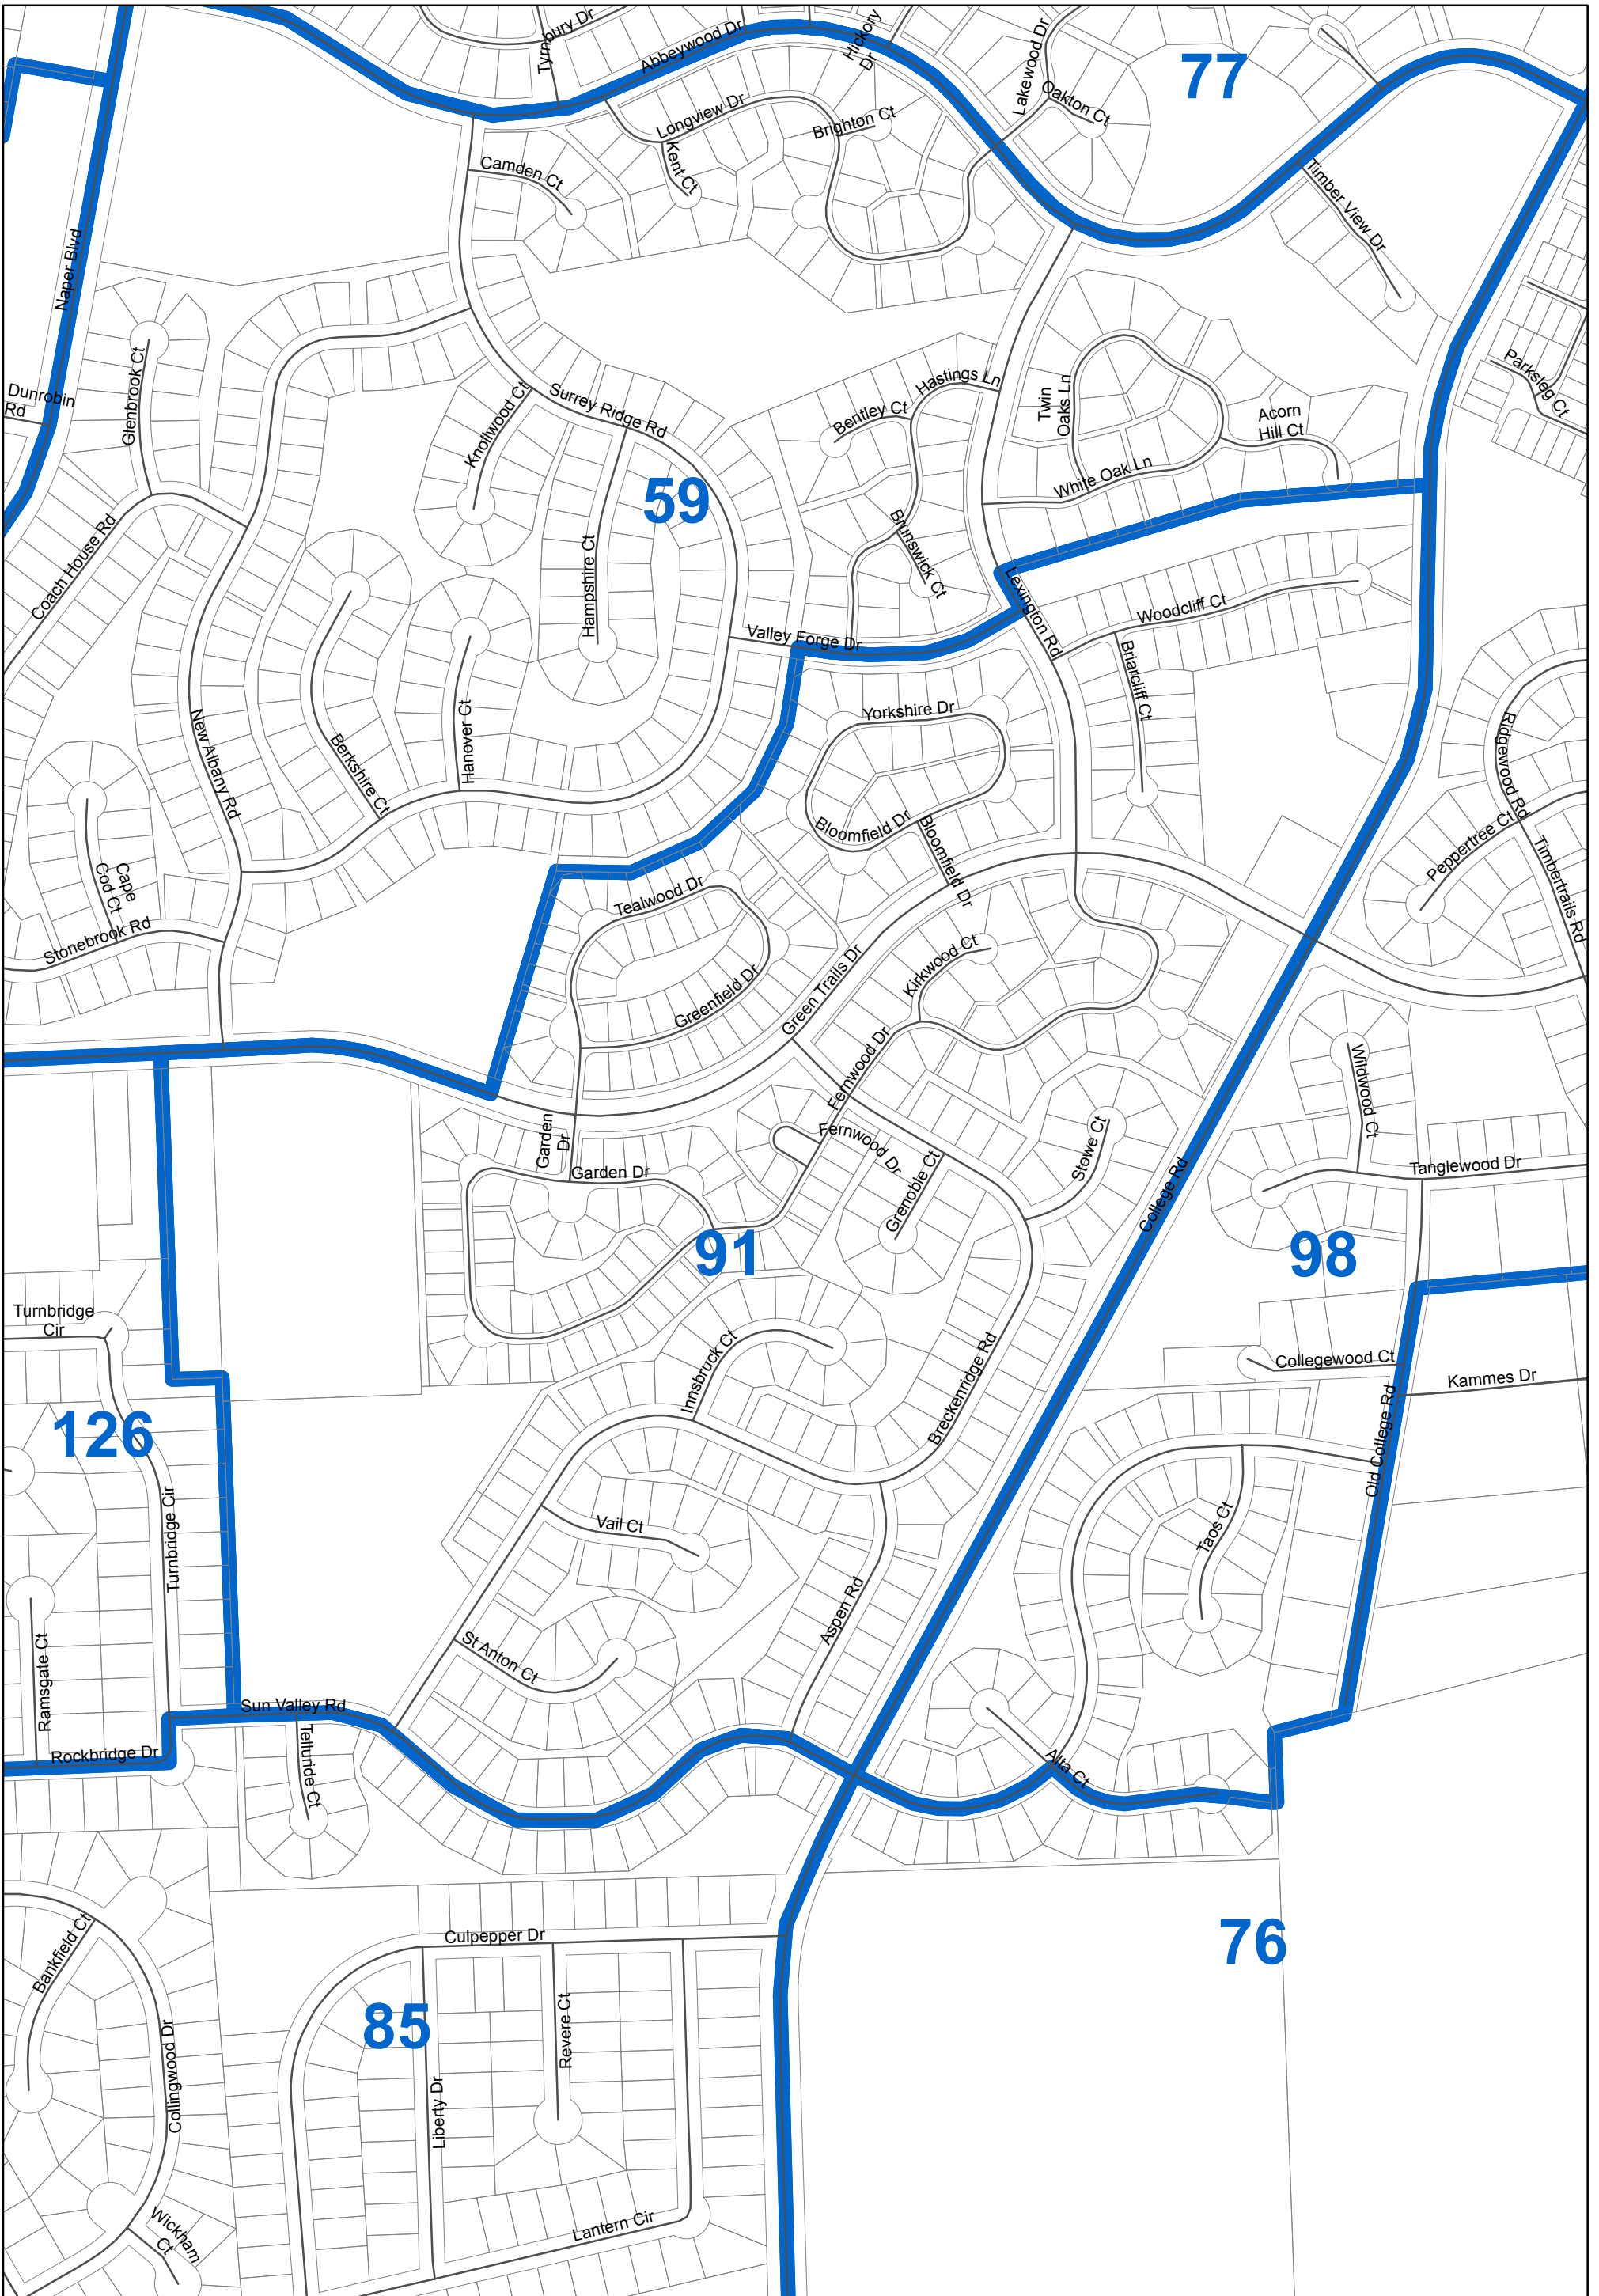 Tyrnbury Dr
Abbeywood Dr
Hickory
Dr
Lakewood Dr
77
Oakton Ct
Longview Dr
Brighton Ct
Kent Ct
Camden Ct
Timber View Dr
Naper Blvd
Glenbrook Ct
Dunrobin
Rd
Knollwood Ct
Surrey Ridge Rd
Hastings Ln
Bentley Ct
Twin
Oaks Ln
Acorn
Hill Ct
Parksleg Ct
White Oak Ln
59
Coach House Rd
Hampshire Ct
Brunswick Ct
Lexington Rd
Woodcliff Ct
Valley Forge Dr
Briarcliff Ct
New Albany Rd
Berkshire Ct
Hanover Ct
Yorkshire Dr
Ridgewood Rd
Bloomfield Dr
Bloomfield Dr
Peppertree Ct
Timbertrails Rd
Cape
Cod Ct
Tealwood Dr
Stonebrook Rd
Greenfield Dr
Green Trails Dr
Kirkwood Ct
Fernwood Dr
Wildwood Ct
Garden
Dr
Fernwood Dr
Stowe Ct
Garden Dr
Grenoble Ct
College Rd
Tanglewood Dr
91
98
Turnbridge
Cir
Innsbruck Ct
Breckenridge Rd
Collegewood Ct
Kammes Dr
126
Old College Rd
Turnbridge Cir
Vail Ct
Taos Ct
Aspen Rd
Ramsgate Ct
St Anton Ct
Sun Valley Rd
Rockbridge Dr
Telluride Ct
Alta Ct
Bankfield Ct
Culpepper Dr
76
85
Revere Ct
Collingwood Dr
Liberty Dr
Lantern Cir
Wickham
Ct